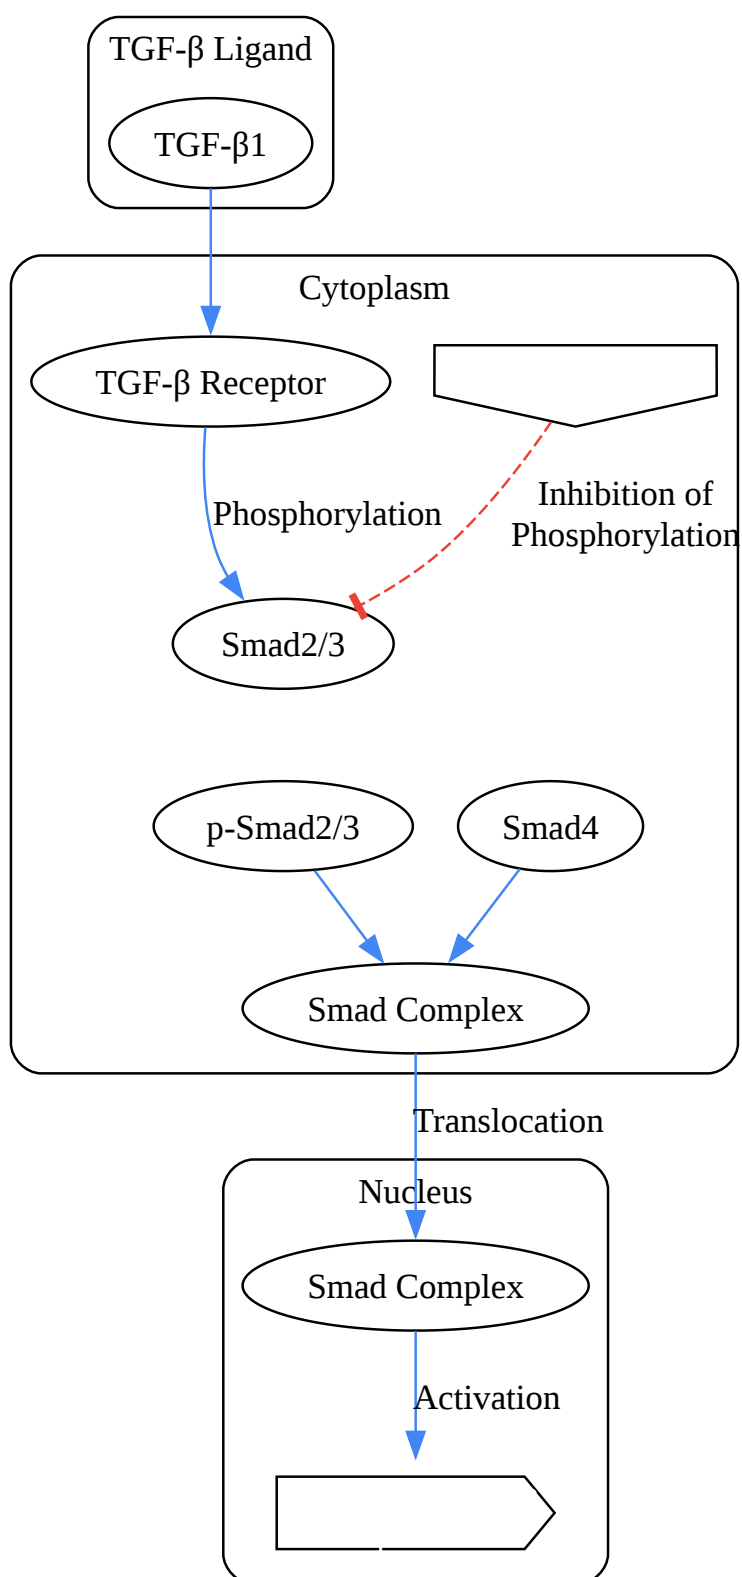 TGF-β Ligand
TGF-β1
Cytoplasm
TGF-β Receptor
Inhibition of
Phosphorylation
Phosphorylation
Smad2/3
p-Smad2/3
Smad4
Smad Complex
Translocation
Nucleus
Smad Complex
Activation